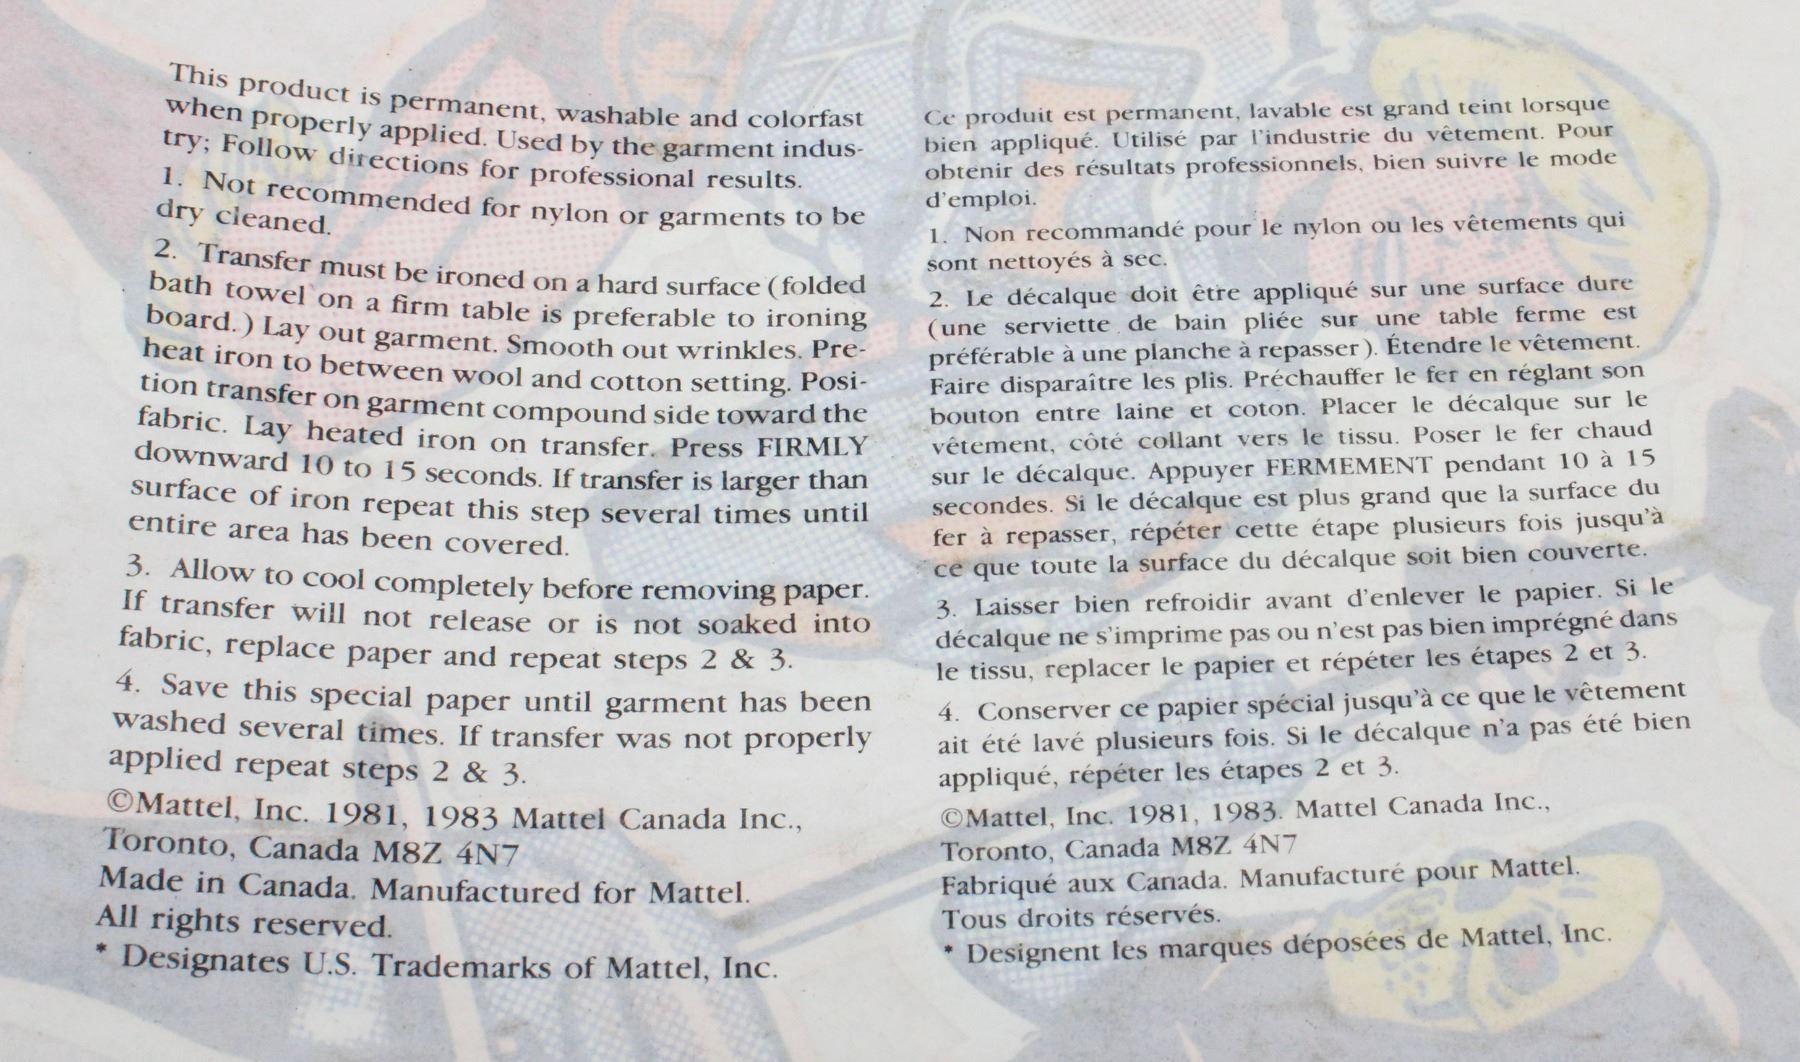 This product is permanent, washable and colorfast
when properly applied. Used by the garment indus-
try; Follow directions for professional results.
1. Not recommended for nylon or garments to be
dry cleaned.
2. Transfer must be ironed on a hard surface (folded
bath towel on a firm table is preferable to ironing
board.) Lay out garment. Smooth out wrinkles. Pre-
heat iron to between wool and cotton setting. Posi-
tion transfer on garment compound side toward the
fabric. Lay heated iron on transfer. Press FIRMLY
downward 10 to 15 seconds. If transfer is larger than
surface of iron repeat this step several times until
entire area has been covered.
3. Allow to cool completely before removing paper.
If transfer will not release or is not soaked into
fabric, replace paper and repeat steps 2 & 3.
4. Save this special paper until garment has been
washed several times. If transfer was not properly
applied repeat steps 2 & 3.
©Mattel, Inc. 1981, 1983 Mattel Canada Inc.,
Toronto, Canada M8Z 4N7
Made in Canada. Manufactured for Mattel.
All rights reserved.
* Designates U.S. Trademarks of Mattel, Inc.
Ce produit est permanent, lavable est grand teint lorsque
bien appliqué. Utilisé par l'industrie du vêtement. Pour
obtenir des résultats professionnels, bien suivre le mode
d'emploi.
1. Non recommandé pour le nylon ou les vêtements qui
sont nettoyés à sec.
2. Le décalque doit être appliqué sur une surface dure
(une serviette de bain pliée sur une table ferme est
préférable à une planche à repasser). Étendre le vêtement.
Faire disparaître les plis. Préchauffer le fer en réglant son
bouton entre laine et coton. Placer le décalque sur le
vêtement, côté collant vers le tissu. Poser le fer chaud
sur le décalque. Appuyer FERMEMENT pendant 10 à 15
secondes. Si le décalque est plus grand que la surface du
fer à repasser, répéter cette étape plusieurs fois jusqu'à
ce que toute la surface du décalque soit bien couverte.
3. Laisser bien refroidir avant d'enlever le papier. Si le
décalque ne s'imprime pas ou n'est pas bien imprégné dans
le tissu, replacer le papier et répéter les étapes 2 et 3.
4. Conserver ce papier spécial jusqu'à ce que le vêtement
ait été lavé plusieurs fois. Si le décalque n'a pas été bien
appliqué, répéter les étapes 2 et 3.
©Mattel, Inc. 1981, 1983. Mattel Canada Inc.,
Toronto, Canada M8Z 4N7
Fabriqué aux Canada. Manufacturé pour Mattel.
Tous droits réservés.
* Designent les marques déposées de Mattel, Inc.